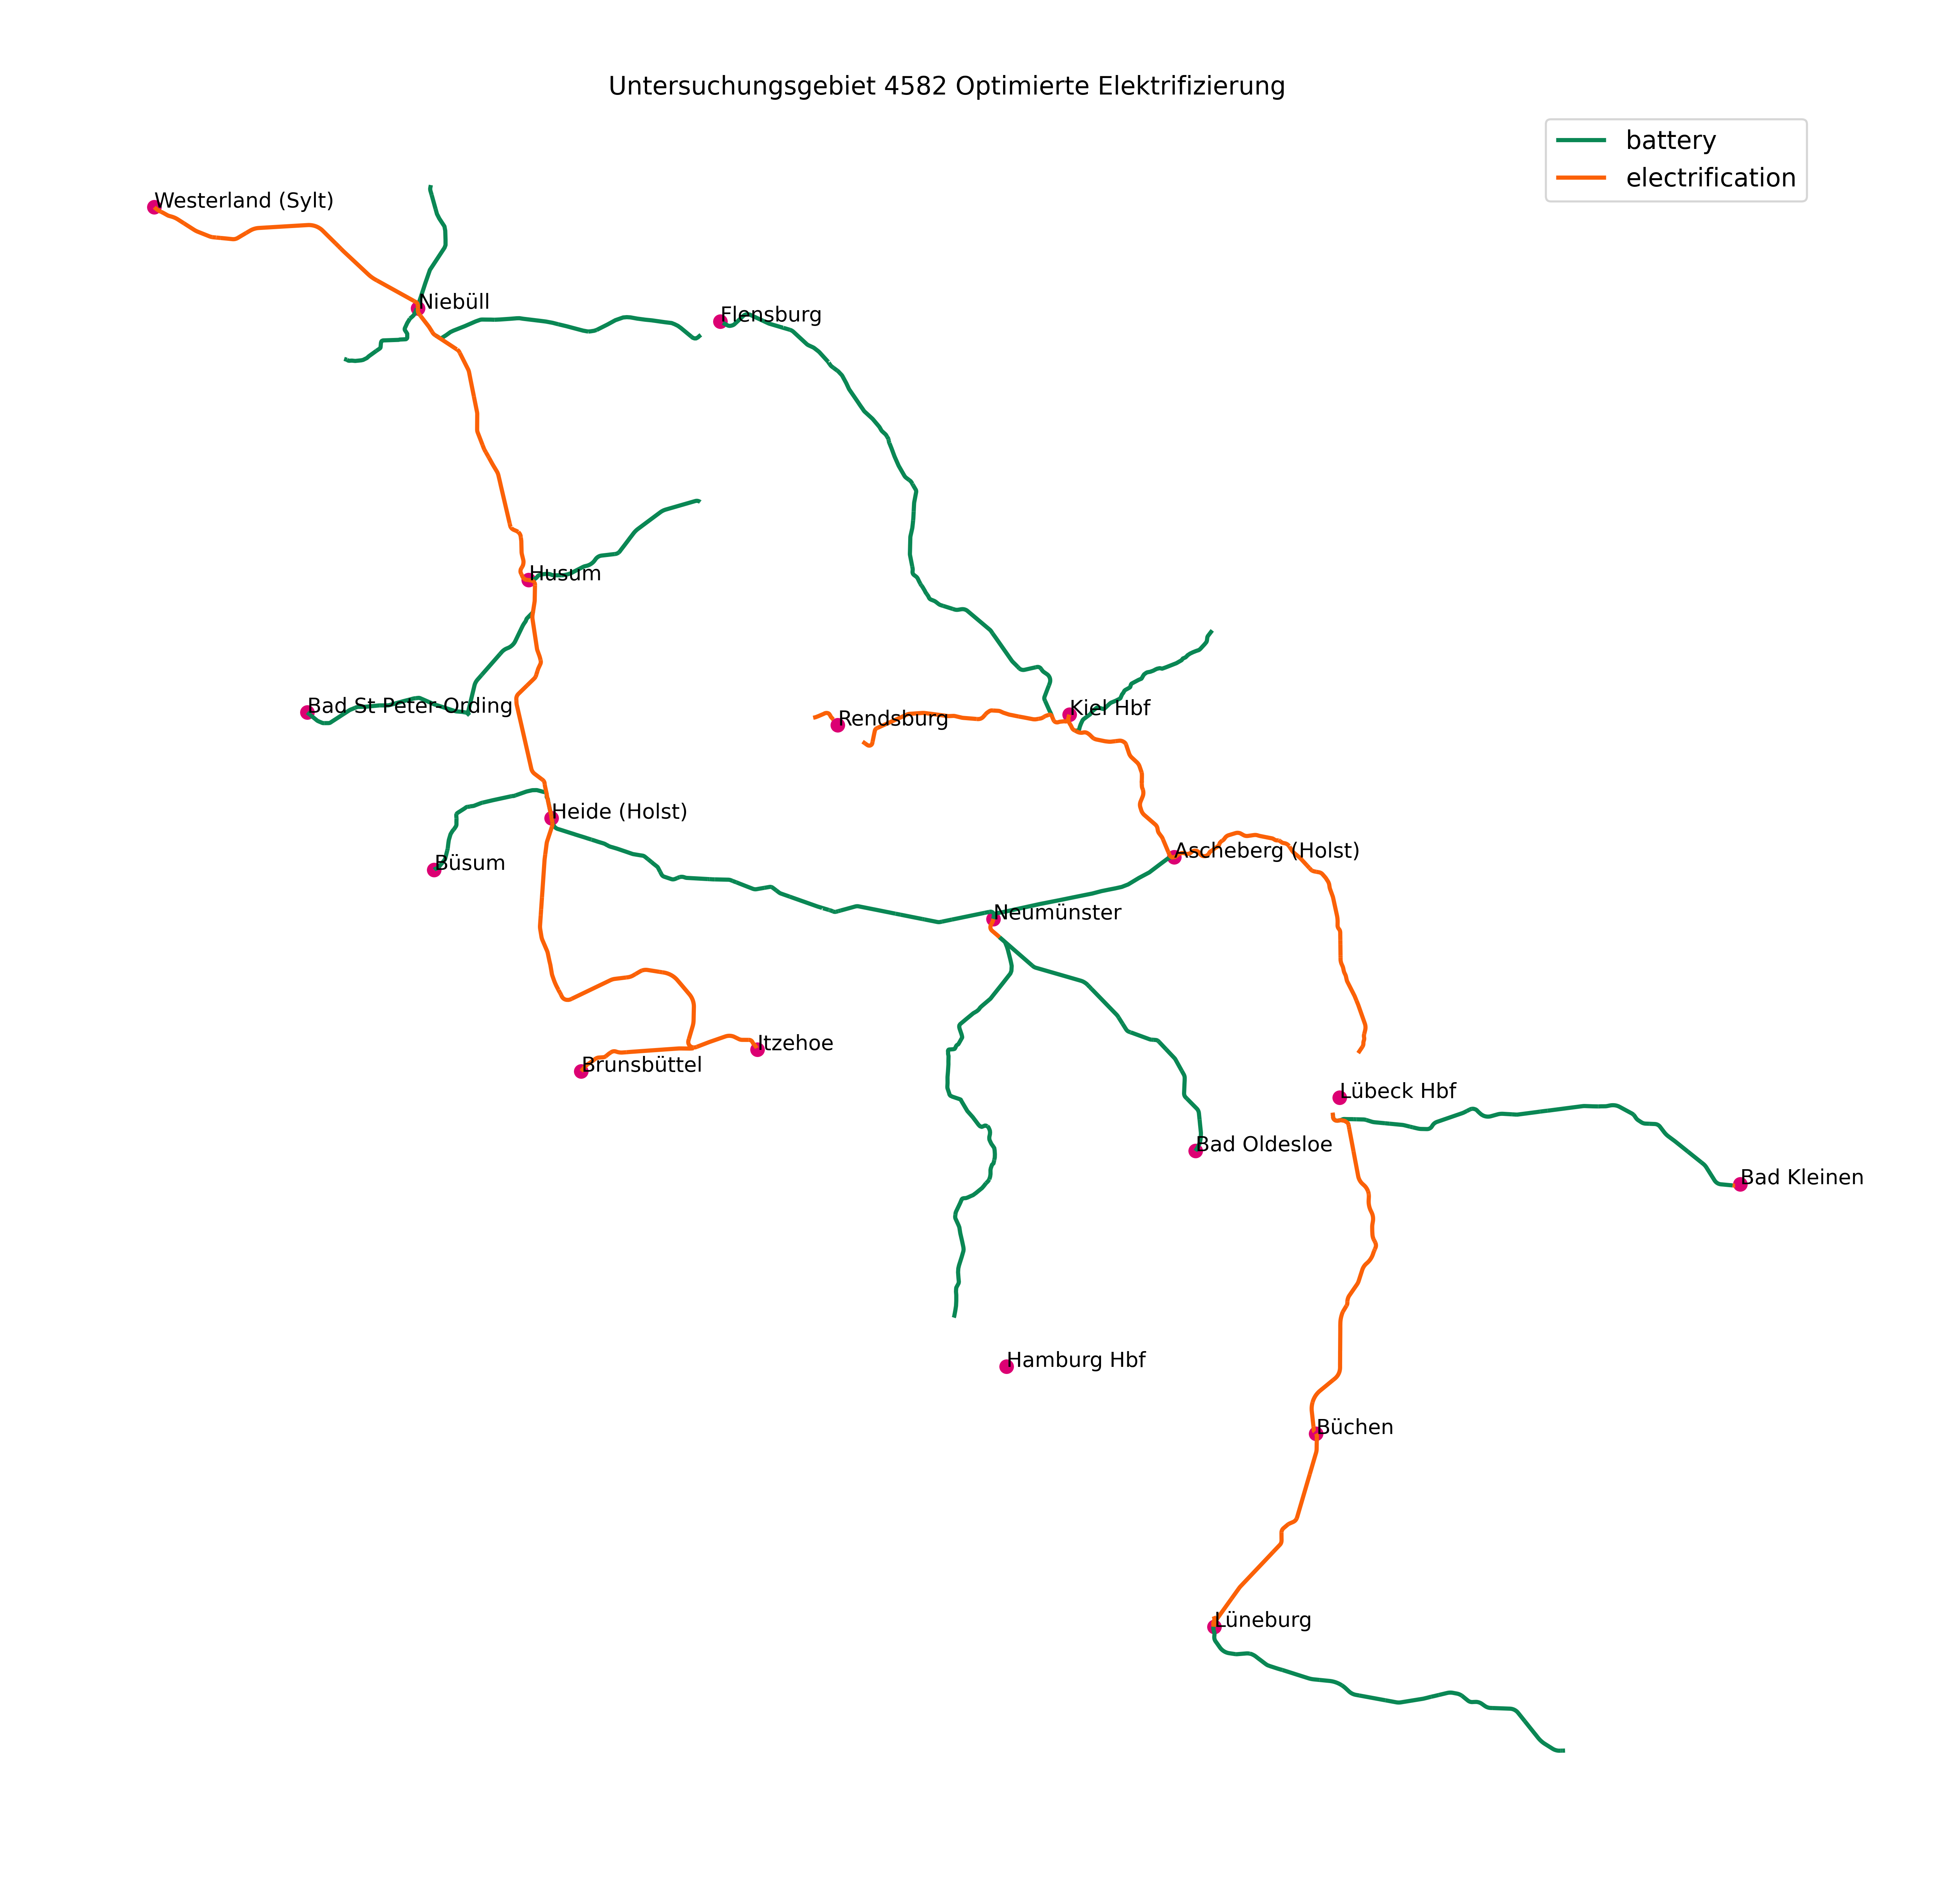 Untersuchungsgebiet 4582 Optimierte Elektrifizierung
battery
electrification
Westerland (Sylt)
Niebüll
Flensburg
Husum
Bad St Peter-Ording
Rendsburg
Kiel Hbf
Heide (Holst)
Büsum
Ascheberg (Holst)
Neumünster
Itzehoe
Brunsbüttel
Lübeck Hbf
Bad Oldesloe
Bad Kleinen
Hamburg Hbf
Büchen
Lüneburg